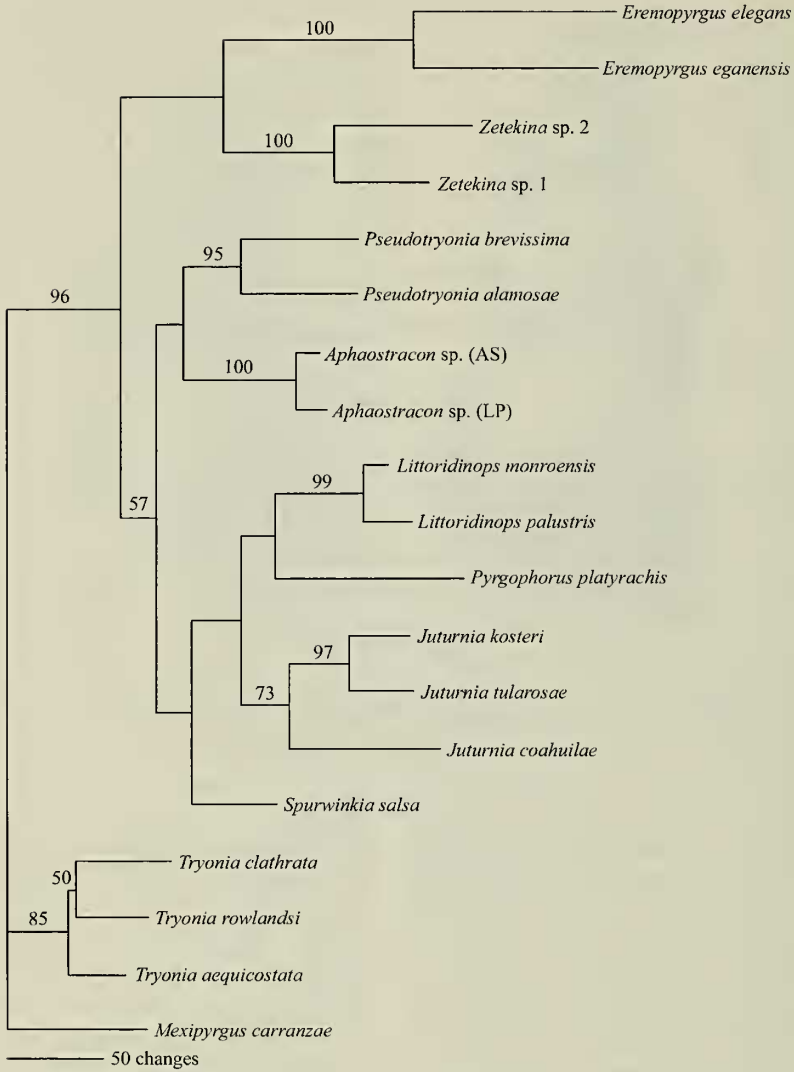 100
Eremopyrgus elegans
Eremopyrgus eganensis
Zetekina sp. 2
100
Zetekina sp. 1
Pseudotryonia brevissima
95
Pseudotryonia alamosae
96
Aphaostracon sp. (AS)
100
Aphaostracon sp. (LP)
Littoridinops monroensis
99
57
Littoridinops palustris
Pyrgophorus platyrachis
Juturnia kosteri
97
73
Juturnia tularosae
Juturnia coahuilae
Spurwinkia salsa
Tryonia clathrata
50
Tryonia rowlandsi
85
Tryonia aequicostata
Mexipyrgus carranzae
50 changes